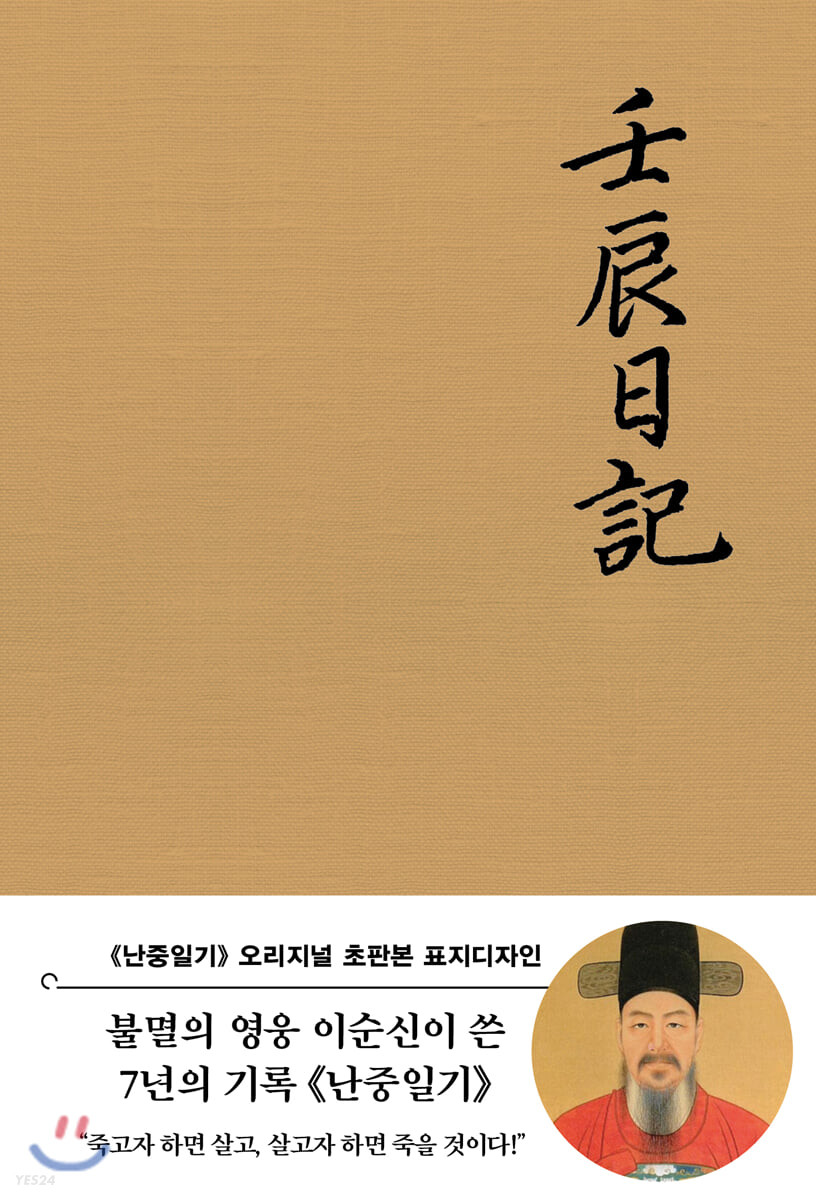 壬辰日記
《난중일기》 오리지널 초판본 표지디자인
불멸의 영웅 이순신이 쓴
7년의 기록 《난중일기》
“죽고자 하면 살고, 살고자 하면 죽을 것이다!”
YES24